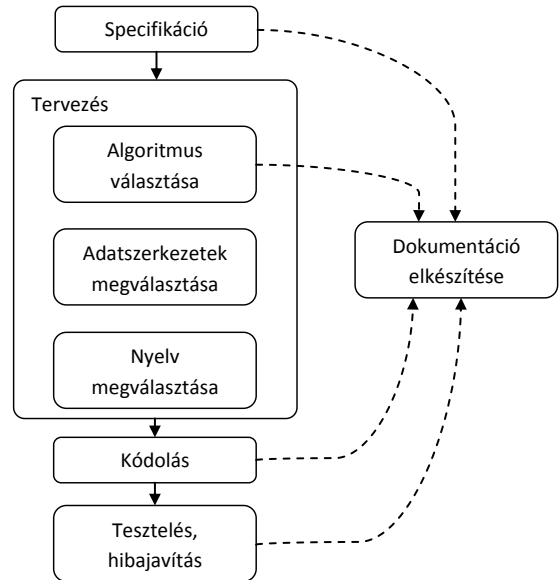 Specifikáció
Tervezés
Algoritmus
választása
Adatszerkezetek
megválasztása
Nyelv
megválasztása
Kódolás
Tesztelés,
hibajavítás
Dokumentáció
elkészítése